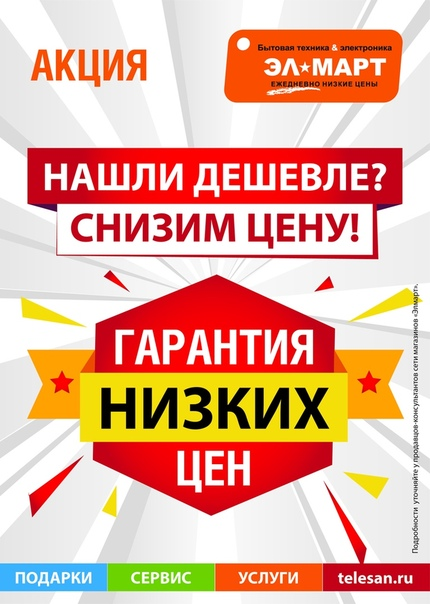 АКЦИЯ
Бытовая техника & электроника
ЭЛ★МАРТ
ЕЖЕДНЕВНО НИЗКИЕ ЦЕНЫ
НАШЛИ ДЕШЕВЛЕ?
СНИЗИМ ЦЕНУ!
ГАРАНТИЯ
НИЗКИХ
ЦЕН
Подробности уточняйте у продавцов-консультантов сети магазинов «Элмарт».
ПОДАРКИ
СЕРВИС
УСЛУГИ
telesan.ru